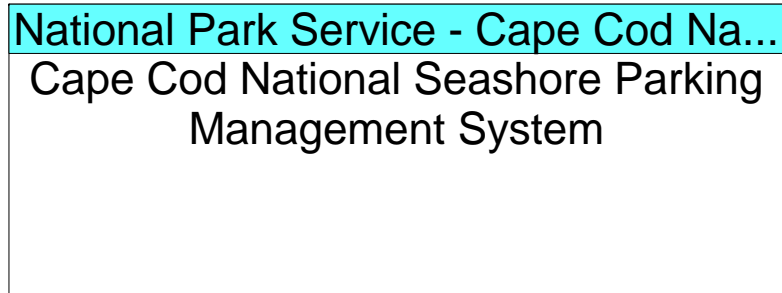 National Park Service - Cape Cod Na...
Cape Cod National Seashore Parking
Management System